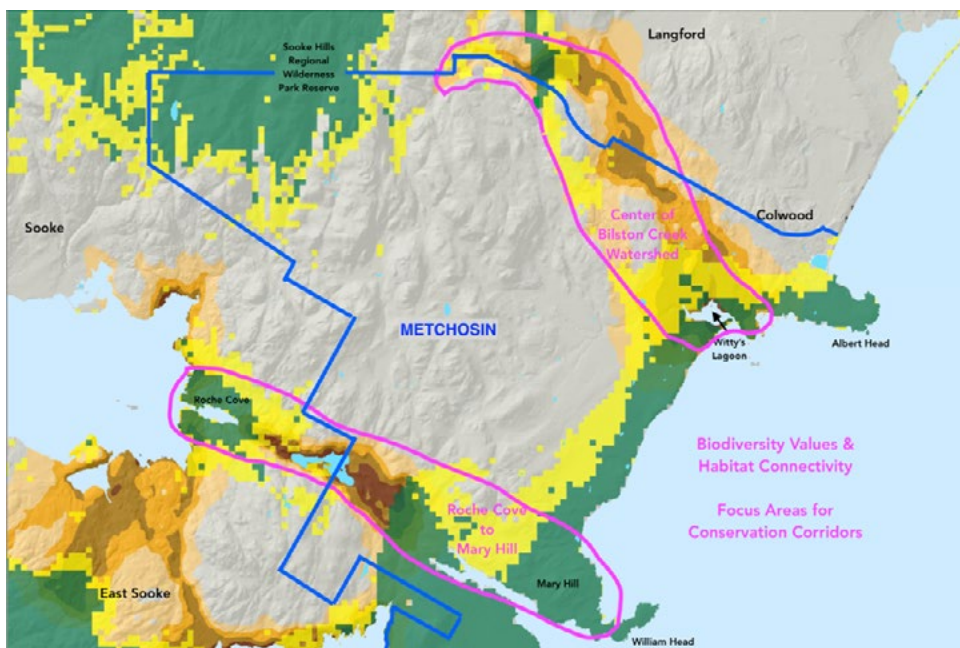 Langford
Sooke Hills
Regional
Wilderness
Park Reserve
Sooke
Center of
Bilston Creek
Watershed
Colwood
METCHOSIN
Witty's
Lagoon
Albert Head
Roche Cove
Biodiversity Values &
Habitat Connectivity
Focus Areas for
Conservation Corridors
Roche Cove
to
Mary Hill
East Sooke
Mary Hill
William Head